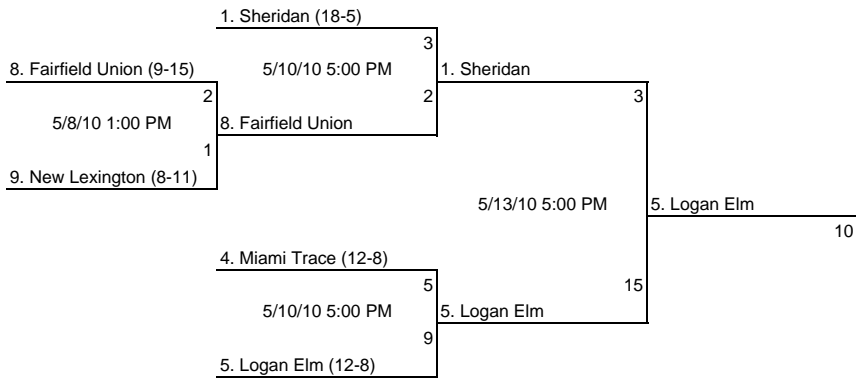 1. Sheridan (18-5)
3
8. Fairfield Union (9-15)
5/10/10 5:00 PM
1. Sheridan
2
2
3
5/8/10 1:00 PM
8. Fairfield Union
1
9. New Lexington (8-11)
5/13/10 5:00 PM
5. Logan Elm
10
4. Miami Trace (12-8)
5
15
5/10/10 5:00 PM
5. Logan Elm
9
5. Logan Elm (12-8)